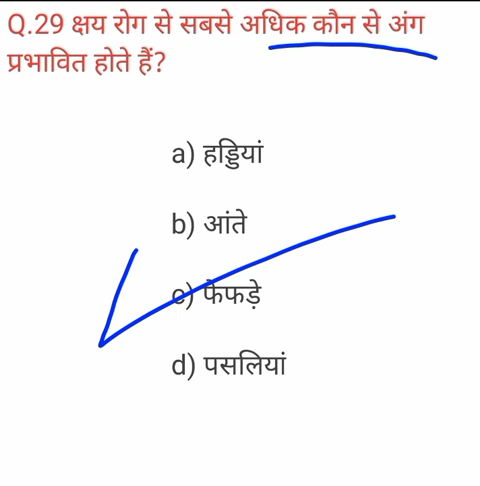 Q.29 क्षय रोग से सबसे अधिक कौन से अंग
प्रभावित होते हैं?
a) हड्डियां
b) आंते
c) फेफड़े
d) पसलियां